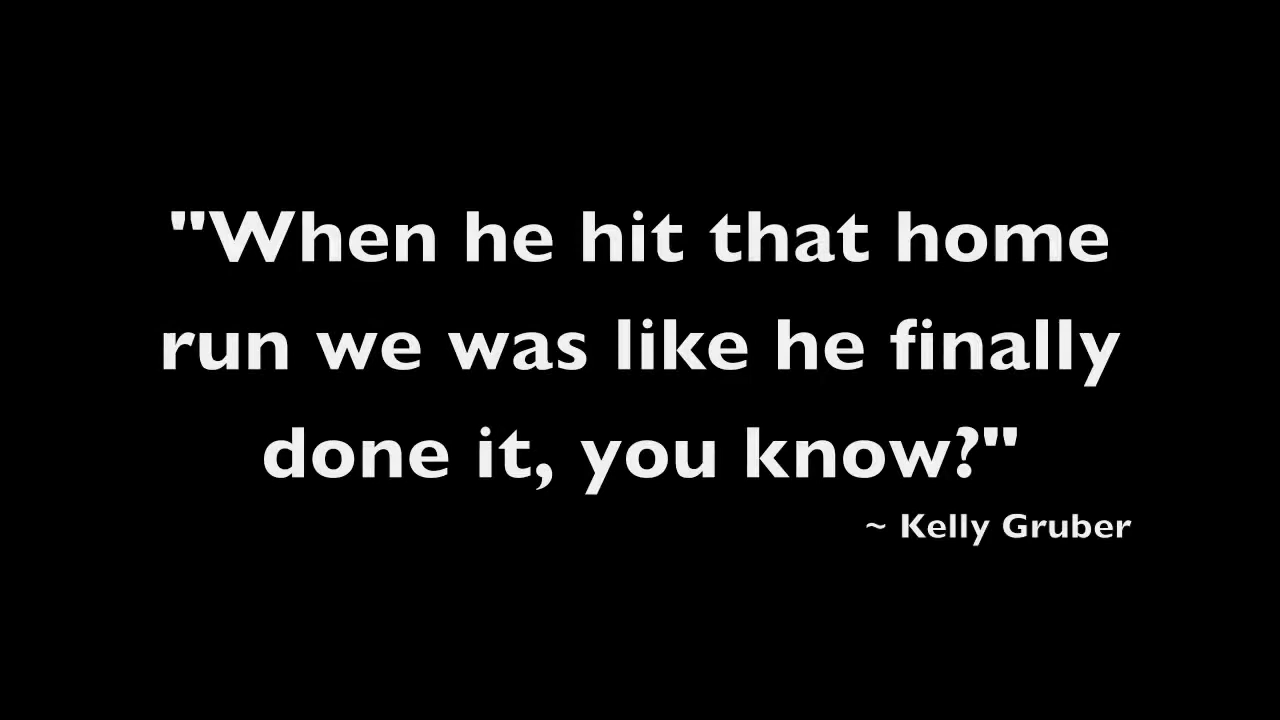 "When he hit that home
run we was like he finally
done it, you know?"
~ Kelly Gruber